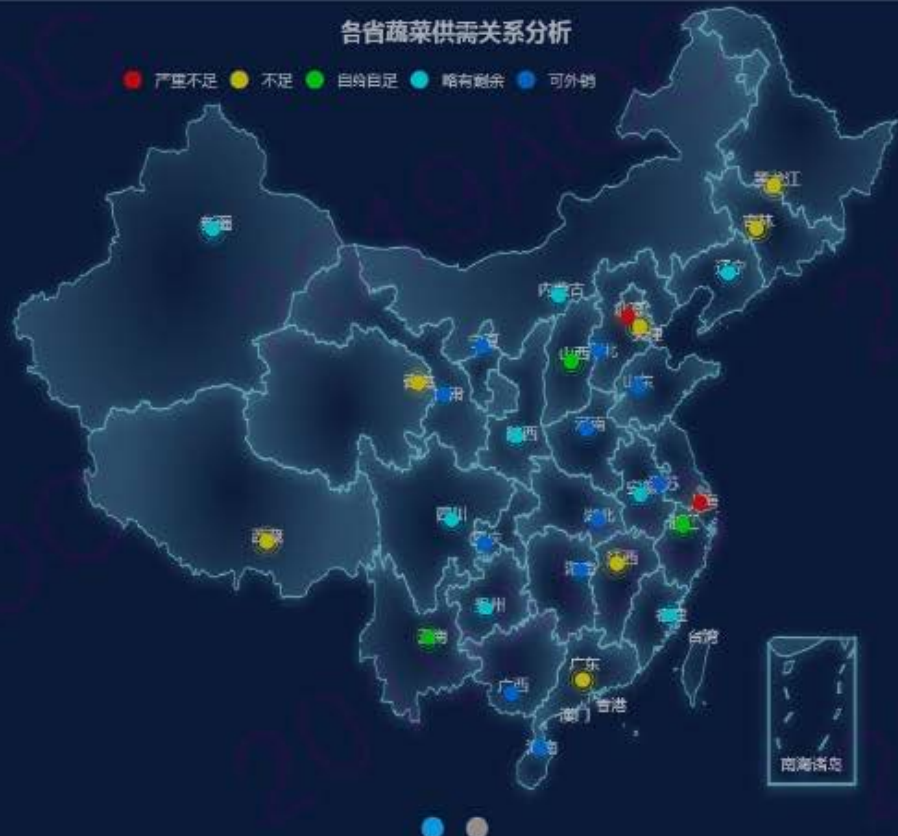 各省蔬菜供需关系分析
严重不足 不足 自给自足 略有剩余 可外销
黑龙江
吉林
新疆
辽宁
内蒙古
北京
天津
宁夏
山西 河北
青海
甘肃
山东
陕西
河南
安徽
江苏
上海
四川
湖北
浙江
西藏
重庆
湖南
江西
贵州
福建
云南
台湾
广东
广西
澳门
香港
海南
南海诸岛